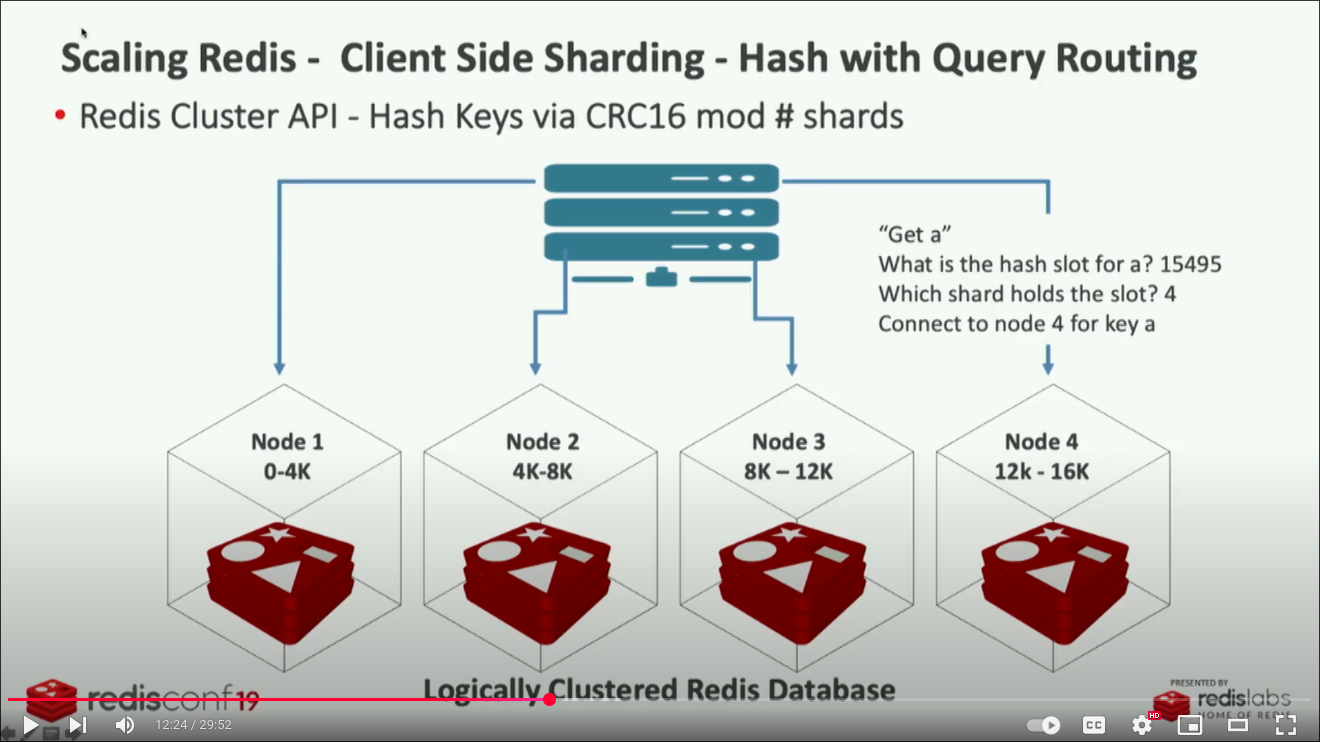 Scaling Redis - Client Side Sharding - Hash with Query Routing
• Redis Cluster API - Hash Keys via CRC16 mod # shards
“Get a”
What is the hash slot for a? 15495
Which shard holds the slot? 4
Connect to node 4 for key a
Node 1
0-4K
Node 2
4K-8K
Node 3
8K – 12K
Node 4
12k - 16K
Logically Clustered Redis Database
redisconf19
PRESENTED BY
redislabs
HOME OF REDIS
12:24 / 29:52
CC
HD